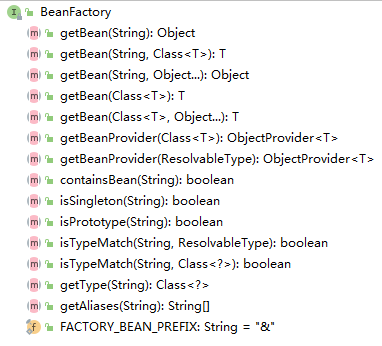 BeanFactory
getBean(String): Object
getBean(String, Class<T>): T
getBean(String, Object...): Object
getBean(Class<T>): T
getBean(Class<T>, Object...): T
getBeanProvider(Class<T>): ObjectProvider<T>
getBeanProvider(ResolvableType): ObjectProvider<T>
containsBean(String): boolean
isSingleton(String): boolean
isPrototype(String): boolean
isTypeMatch(String, ResolvableType): boolean
isTypeMatch(String, Class<?>): boolean
getType(String): Class<?>
getAliases(String): String[]
FACTORY_BEAN_PREFIX: String = "&"